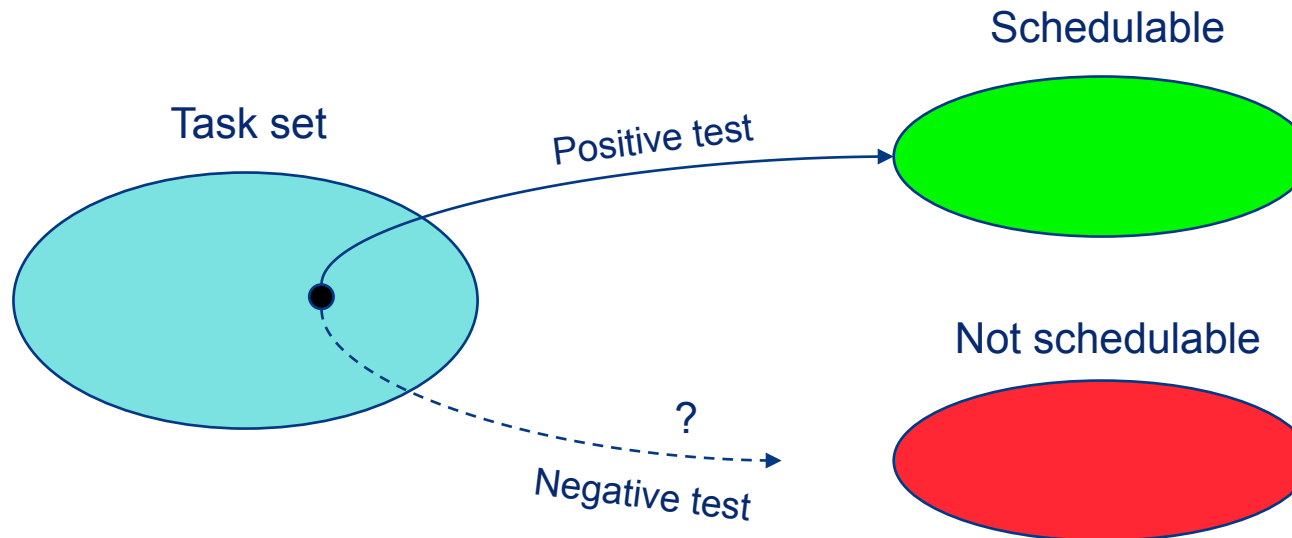 Schedulable
Task set
Positive test
Not schedulable
?
Negative test